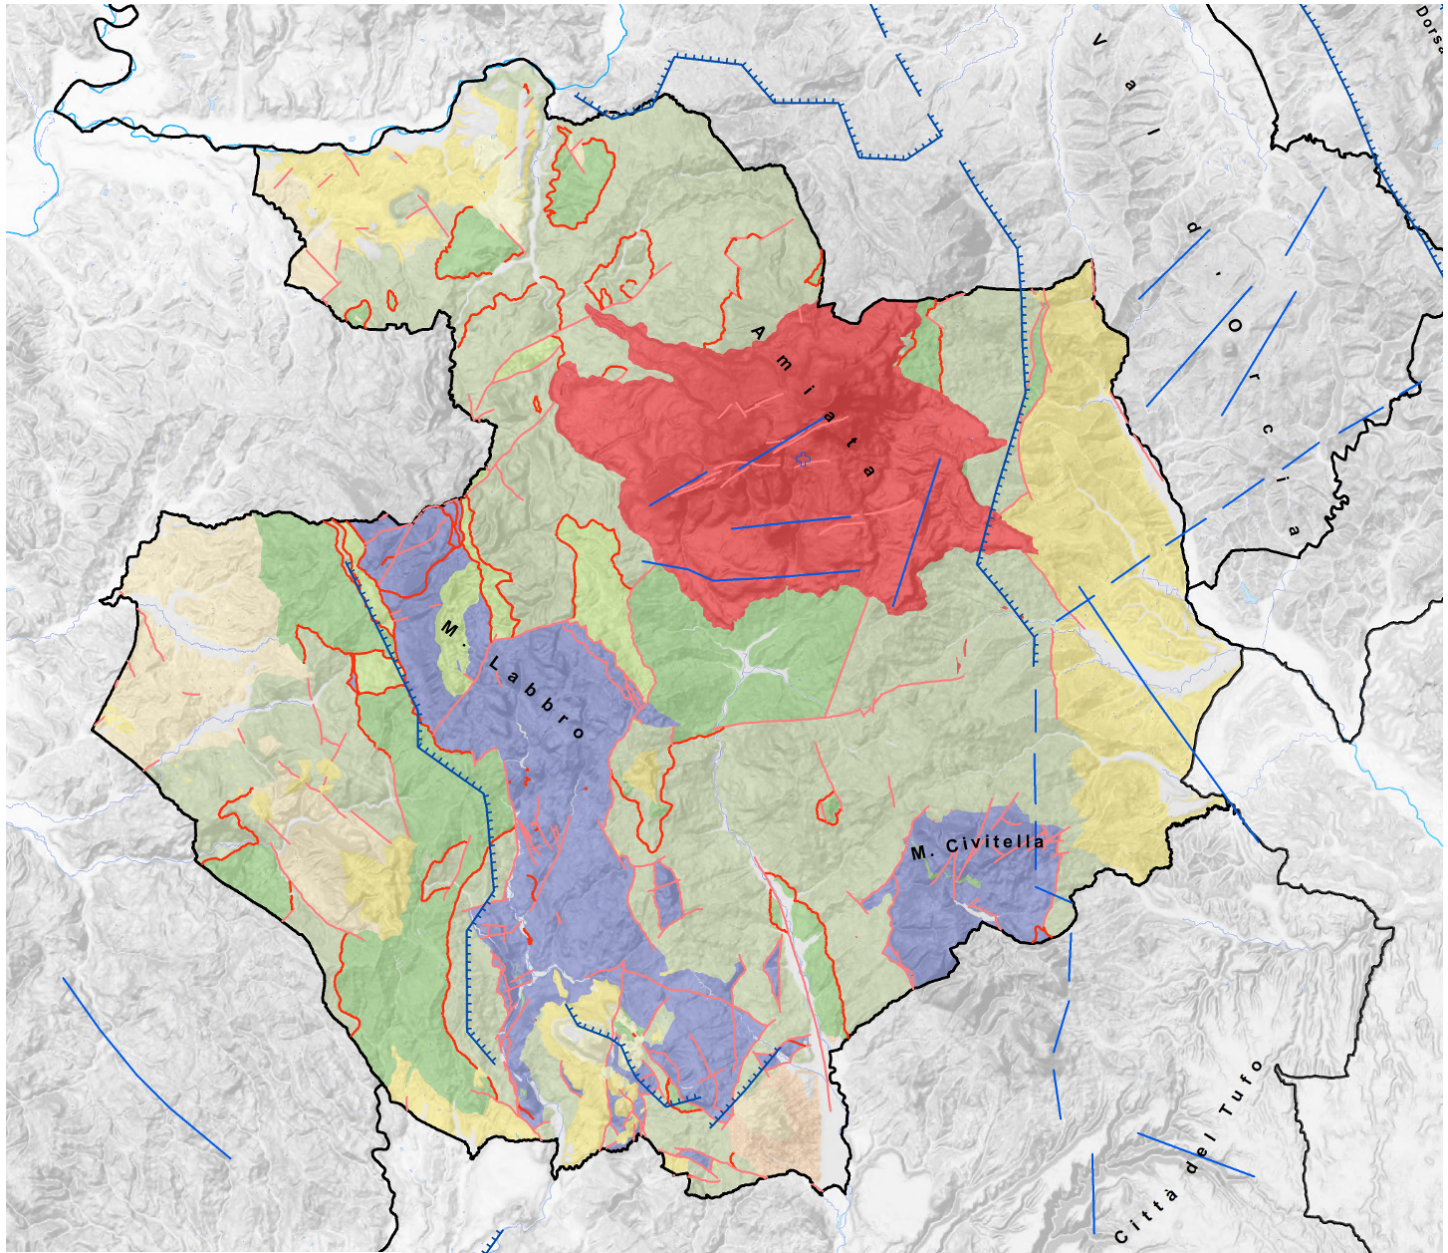 Dorsa
Val d'Orcia
Amiata
M. Labbro
M. Civitella
Città del Tufo